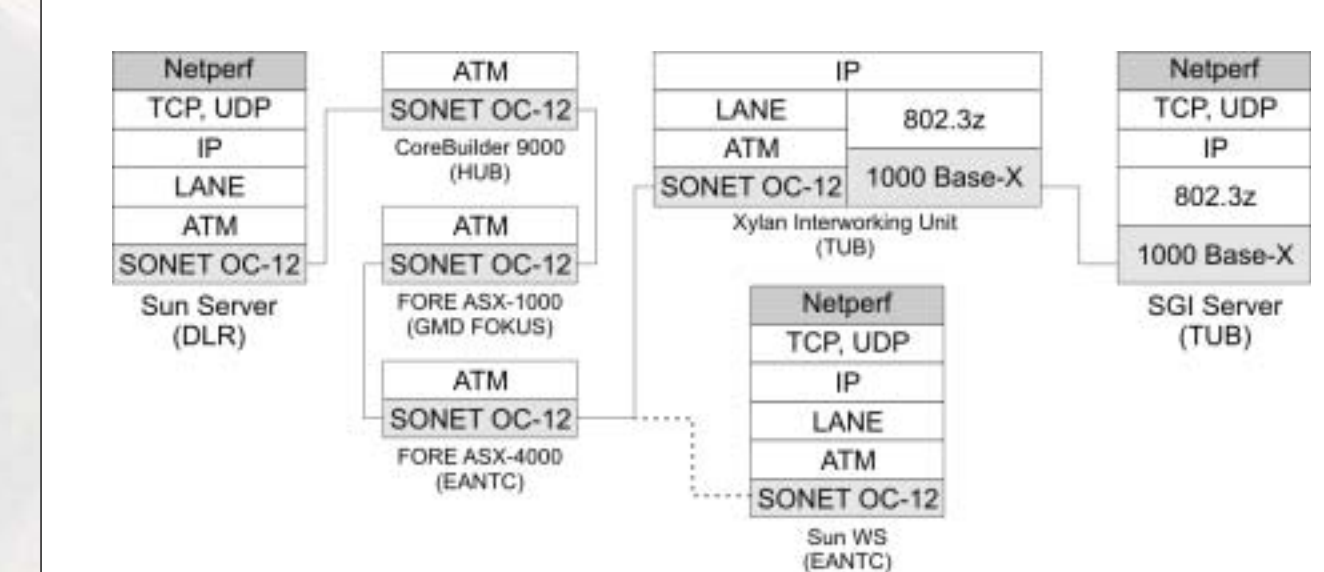 Netperf
TCP, UDP
IP
LANE
ATM
SONET OC-12
Sun Server
(DLR)
ATM
SONET OC-12
CoreBuilder 9000
(HUB)
ATM
SONET OC-12
FORE ASX-1000
(GMD FOKUS)
ATM
SONET OC-12
FORE ASX-4000
(EANTC)
IP
LANE
ATM
SONET OC-12
802.3z
1000 Base-X
Xylan Interworking Unit
(TUB)
Netperf
TCP, UDP
IP
LANE
ATM
SONET OC-12
Sun WS
(EANTC)
Netperf
TCP, UDP
IP
802.3z
1000 Base-X
SGI Server
(TUB)